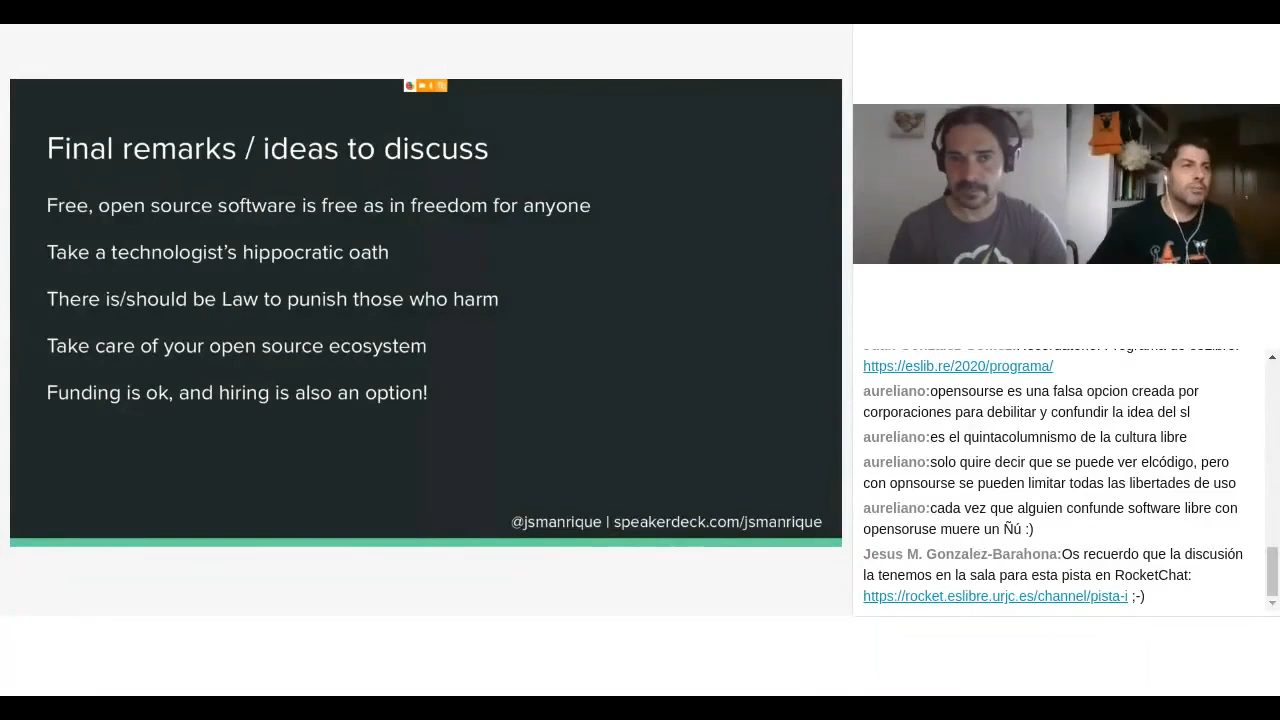 Final remarks / ideas to discuss
Free, open source software is free as in freedom for anyone
Take a technologist's hippocratic oath
There is/should be Law to punish those who harm
Take care of your open source ecosystem
Funding is ok, and hiring is also an option!
@jsmanrique | speakerdeck.com/jsmanrique
https://eslib.re/2020/programa/
aureliano:opensourse es una falsa opcion creada por
corporaciones para debilitar y confundir la idea del sl
aureliano:es el quintacolumnismo de la cultura libre
aureliano:solo quire decir que se puede ver elcódigo, pero
con opnsourse se pueden limitar todas las libertades de uso
aureliano:cada vez que alguien confunde software libre con
opensoruse muere un Ñú :)
Jesus M. Gonzalez-Barahona:Os recuerdo que la discusión
la tenemos en la sala para esta pista en RocketChat:
https://rocket.eslibre.urjc.es/channel/pista-i ;-)